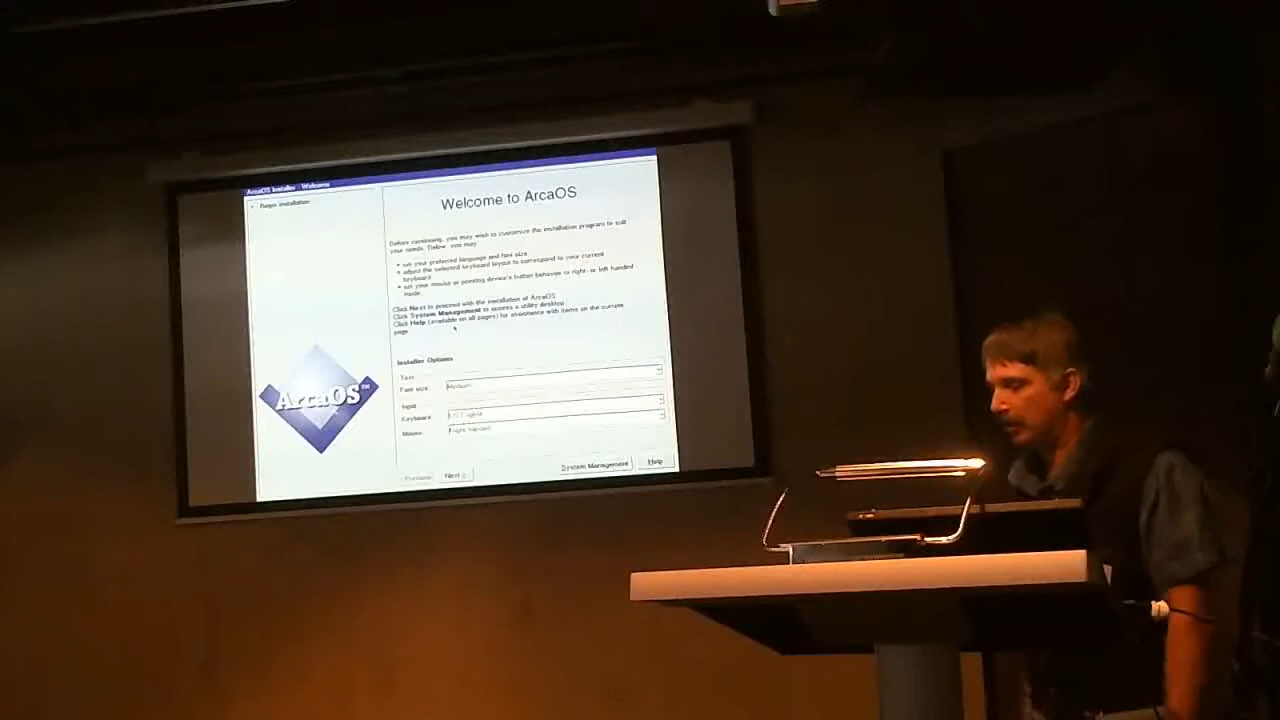 ArcaOS Installer - Welcome
Begin installation
Welcome to ArcaOS
Before continuing, you may wish to customize the installation program to suit
your needs. Below, you may
• set your preferred language and font size
• adjust the selected keyboard layout to correspond to your current
keyboard
• set your mouse or pointing device's button behavior to right- or left-handed
mode.
Click Next to proceed with the installation of ArcaOS
Click System Management to access a utility desktop
Click Help (available on all pages) for assistance with items on the current
page
Installer Options
Text
Font size:
Medium
Input
Keyboard:
Mouse:
Right handed
ArcaOS™
< Previous
Next >
System Management
Help